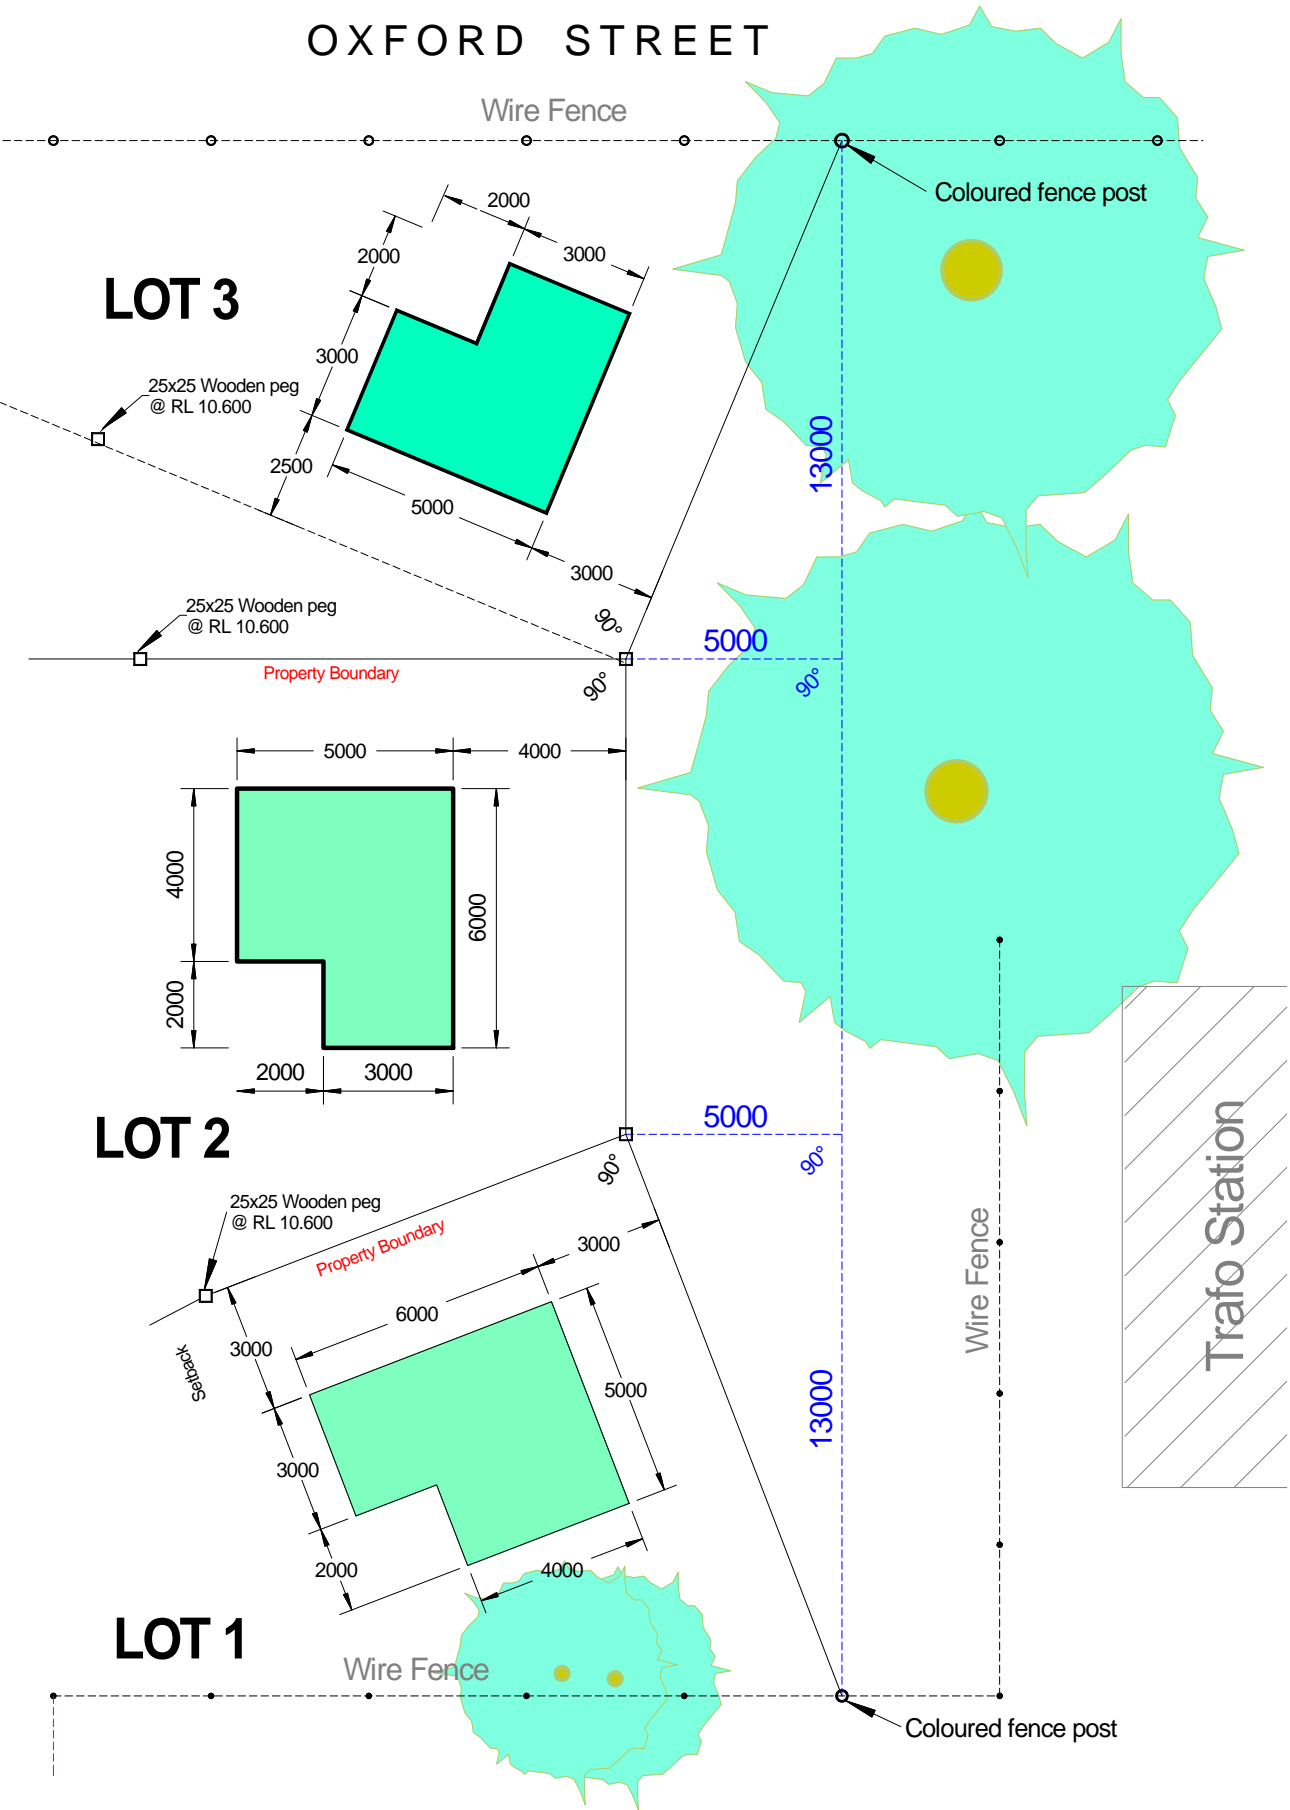 OXFORD STREET
Wire Fence
Coloured fence post
2000
3000
2000
LOT 3
3000
25x25 Wooden peg
@ RL 10.600
13000
2500
5000
3000
90°
25x25 Wooden peg
@ RL 10.600
5000
Property Boundary
90°
90°
5000
4000
4000
6000
2000
2000
3000
LOT 2
5000
90°
90°
25x25 Wooden peg
@ RL 10.600
Property Boundary
3000
Trafo Station
Wire Fence
6000
3000
Setback
5000
13000
3000
2000
4000
LOT 1
Wire Fence
Coloured fence post